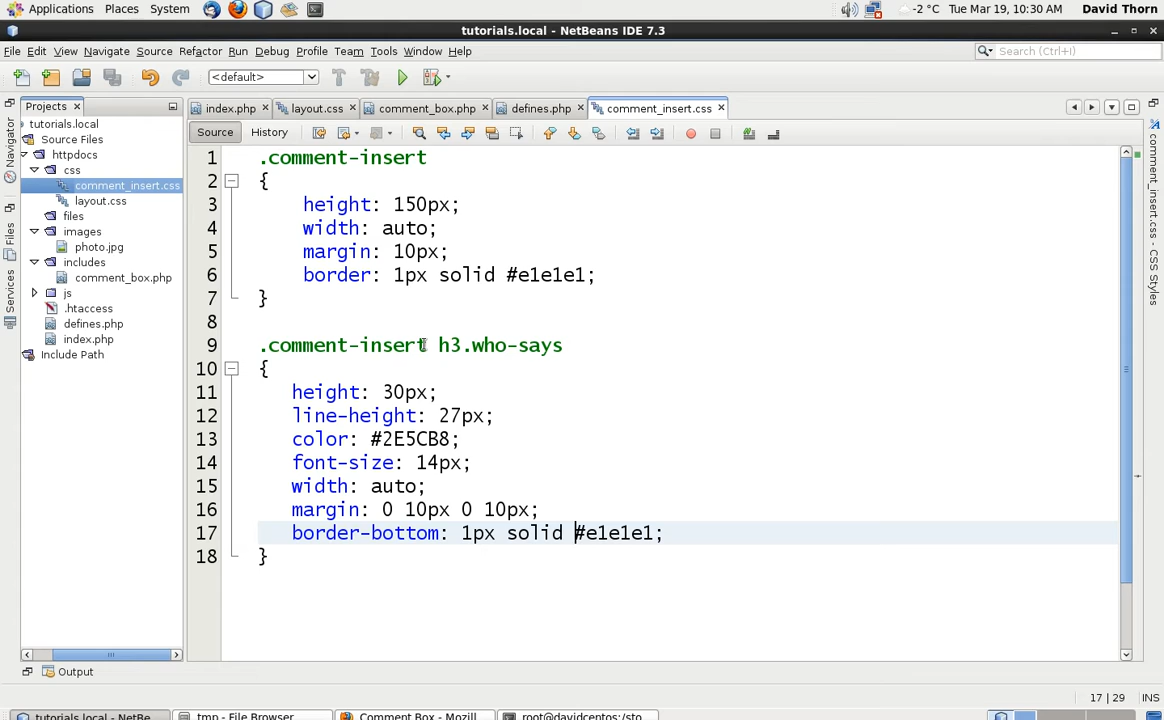 Applications Places System -2 °C Tue Mar 19, 10:30 AM David Thorn
tutorials.local - NetBeans IDE 7.3
File Edit View Navigate Source Refactor Run Debug Profile Team Tools Window Help Search (Ctrl+I)
<default>
Projects index.php layout.css comment_box.php defines.php comment_insert.css
Source History
Navigator
Files
Services
tutorials.local
Source Files
httpdocs
css
comment_insert.css
layout.css
files
images
photo.jpg
includes
comment_box.php
js
.htaccess
defines.php
index.php
Include Path
1 .comment-insert
2 {
3 height: 150px;
4 width: auto;
5 margin: 10px;
6 border: 1px solid #e1e1e1;
7 }
8
9 .comment-insert h3.who-says
10 {
11 height: 30px;
12 line-height: 27px;
13 color: #2E5CB8;
14 font-size: 14px;
15 width: auto;
16 margin: 0 10px 0 10px;
17 border-bottom: 1px solid #e1e1e1;
18 }
comment_insert.css - CSS Styles
Output
17 | 29 INS
tutorials.local - NetBe... tmp - File Browser Comment Box - Mozill... root@davidcentos:/sto...